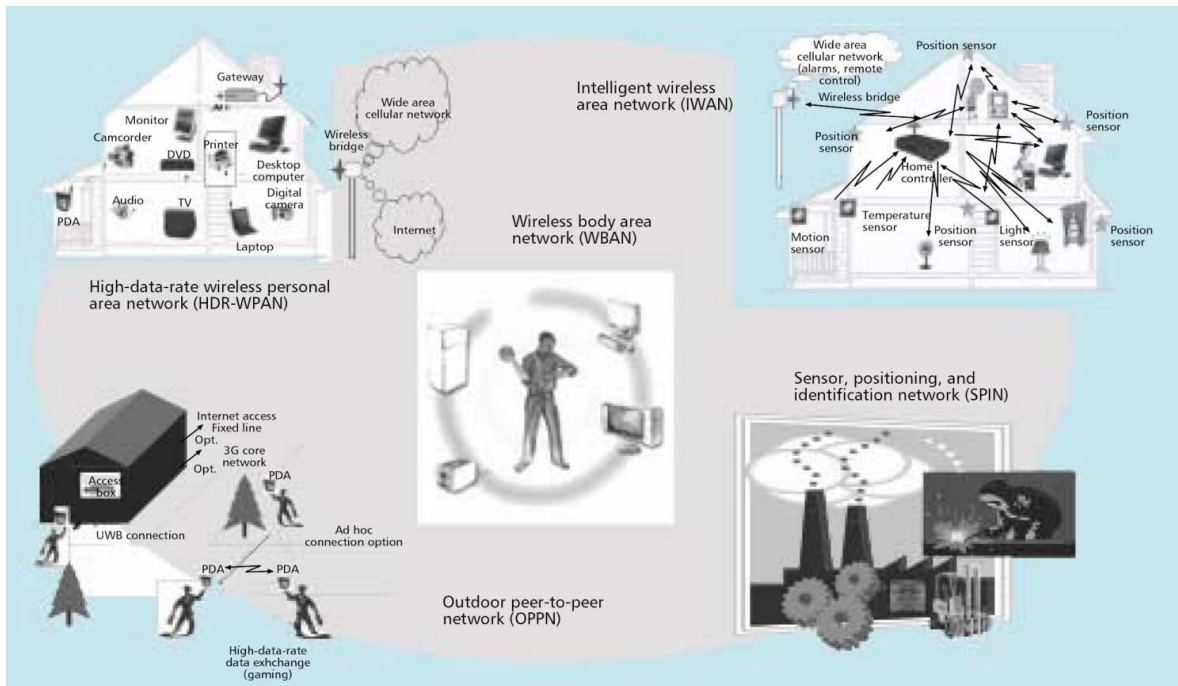 Gateway
Monitor
Camcorder
DVD
Printer
Desktop
computer
PDA
Audio
TV
Laptop
Digital
camera
Wireless
bridge
Wide area
cellular network
Internet
High-data-rate wireless personal
area network (HDR-WPAN)
Intelligent wireless
area network (IWAN)
Wide area
cellular network
(alarms, remote
control)
Wireless bridge
Position sensor
Position
sensor
Position
sensor
Home
controller
Motion
sensor
Temperature
sensor
Position
sensor
Light
sensor
Position
sensor
Wireless body area
network (WBAN)
Sensor, positioning, and
identification network (SPIN)
Internet access
Fixed line
Opt.
3G core
network
Opt.
Access
box
PDA
UWB connection
Ad hoc
connection option
PDA
PDA
High-data-rate
data exhchange
(gaming)
Outdoor peer-to-peer
network (OPPN)